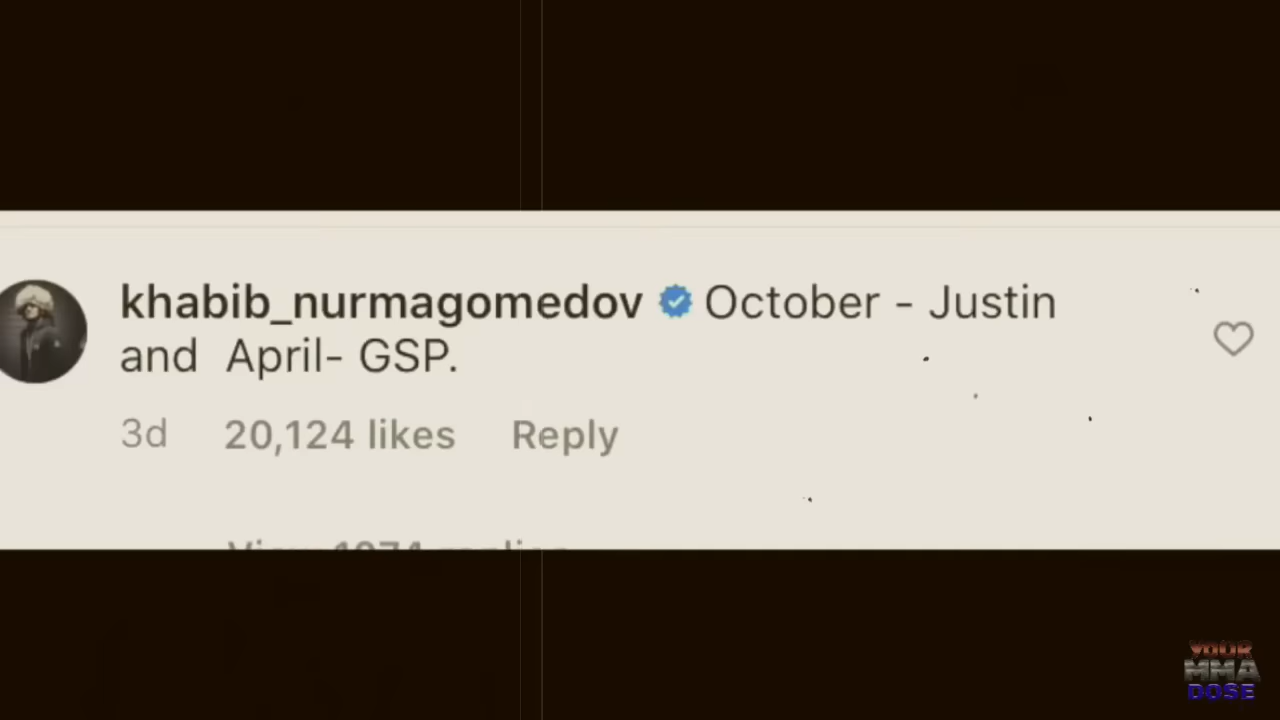 khabib_nurmagomedov October - Justin
and April- GSP.
3d 20,124 likes Reply
YOUR
MMA
DOSE